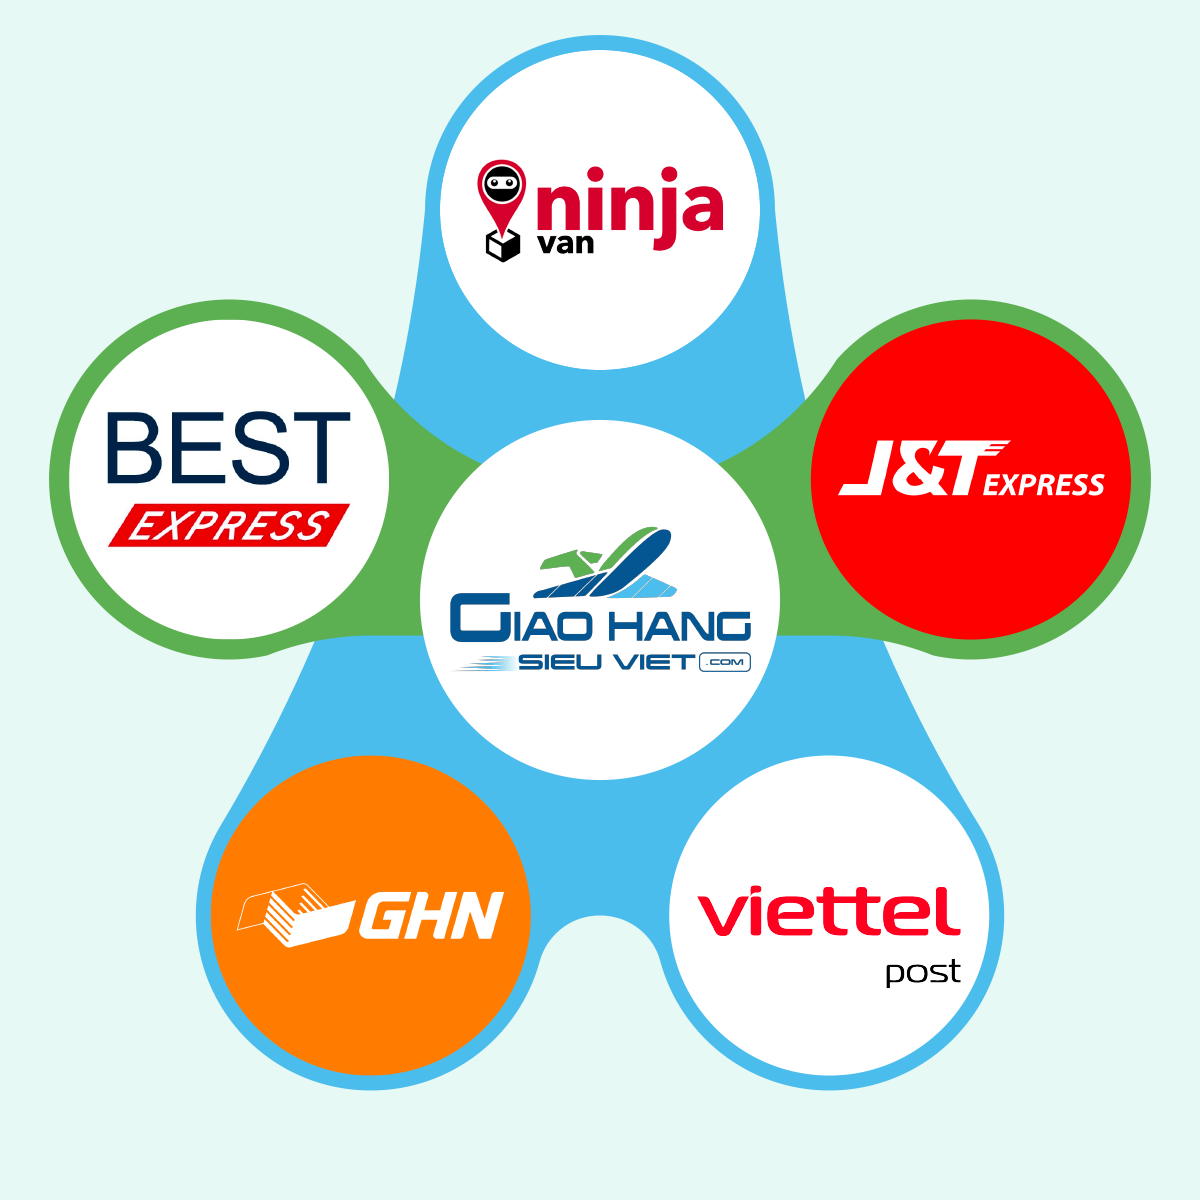 ninja
van
BEST
EXPRESS
J&T EXPRESS
GIAO HANG
SIEU VIET .COM
GHN
viettel
post